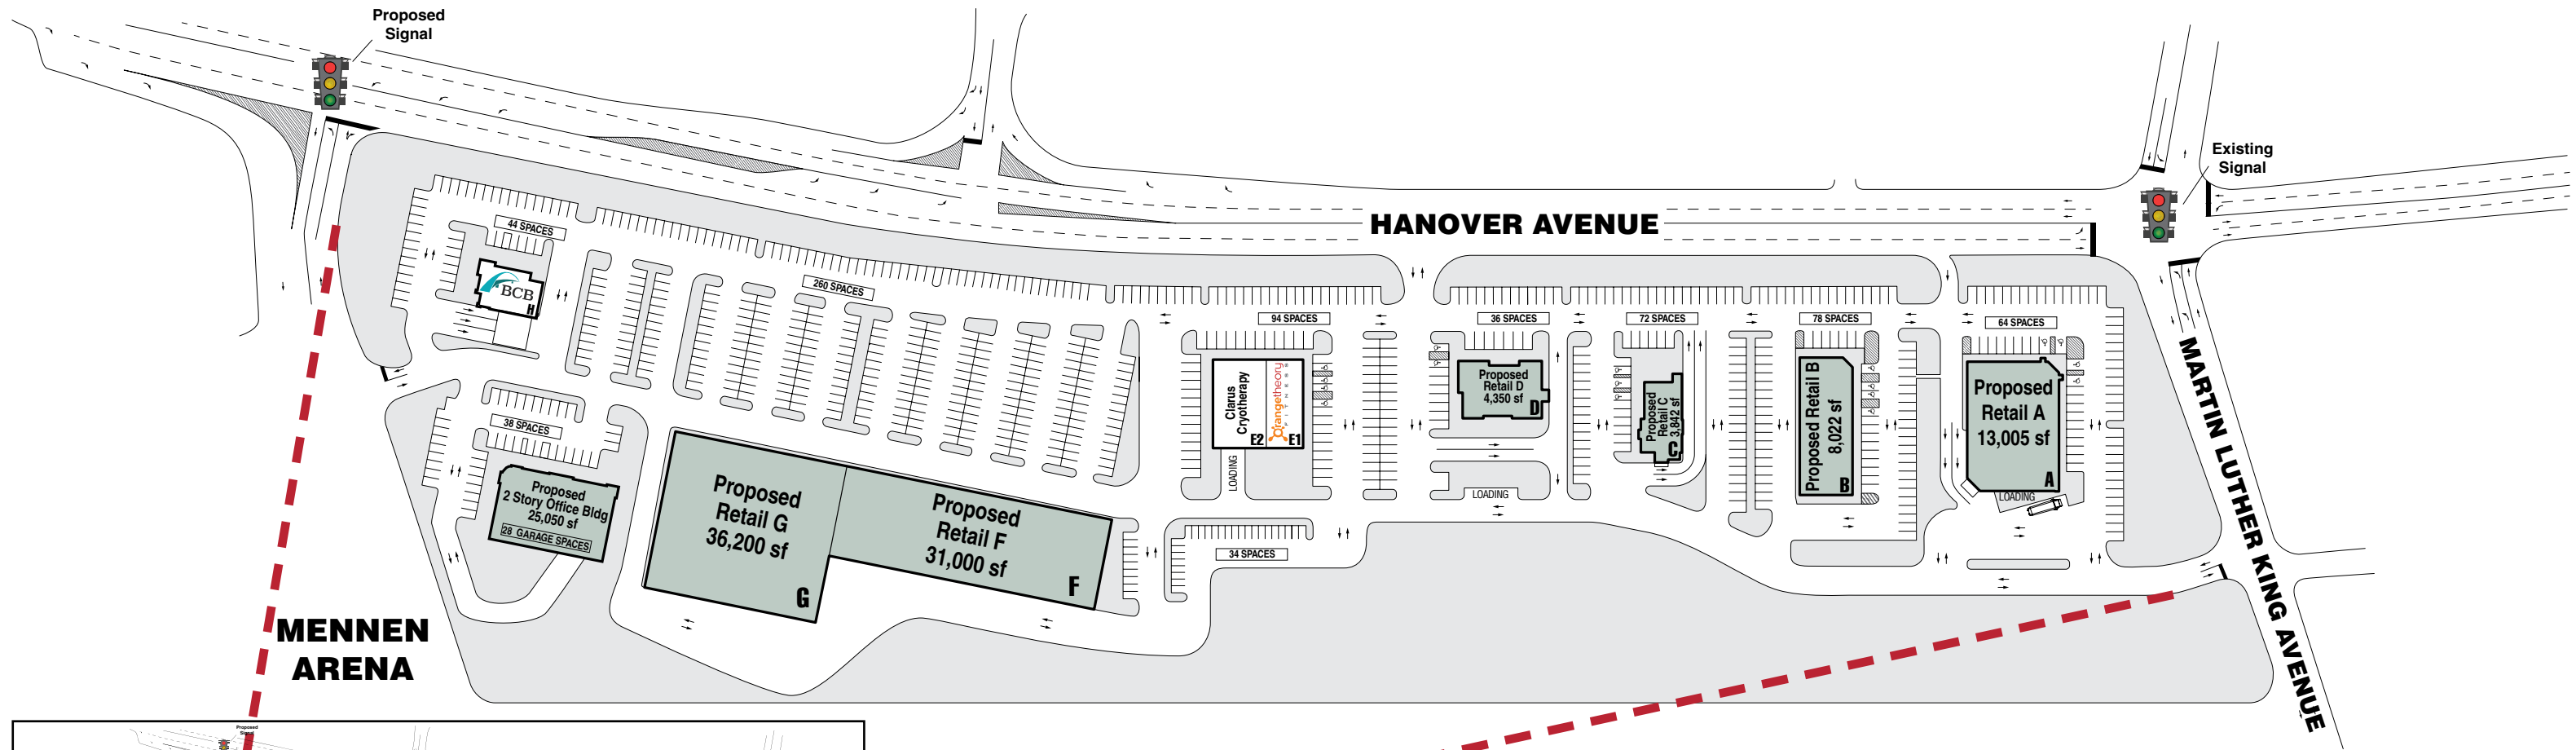 Proposed
Signal
Existing
Signal
HANOVER AVENUE
44 SPACES
BCB
H
260 SPACES
94 SPACES
36 SPACES
72 SPACES
78 SPACES
64 SPACES
38 SPACES
Proposed
2 Story Office Bldg
25,050 sf
28 GARAGE SPACES
Proposed
Retail G
36,200 sf
G
Proposed
Retail F
31,000 sf
F
Clarus
Cryotherapy
E2
Orangetheory
FITNESS
E1
LOADING
34 SPACES
Proposed
Retail D
4,350 sf
D
LOADING
Proposed
Retail C
3,842 sf
C
Proposed Retail B
8,022 sf
B
Proposed
Retail A
13,005 sf
A
LOADING
MARTIN LUTHER KING AVENUE
MENNEN
ARENA
Proposed
Signal